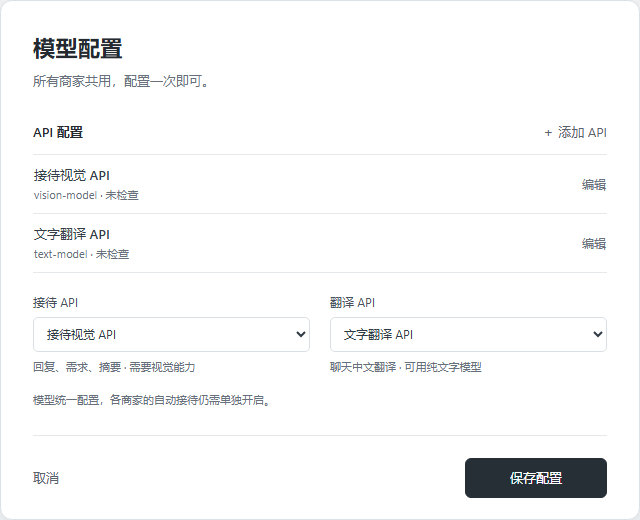 模型配置
所有商家共用，配置一次即可。
API 配置
+ 添加 API
接待视觉 API
vision-model · 未检查
编辑
文字翻译 API
text-model · 未检查
编辑
接待 API
翻译 API
接待视觉 API
文字翻译 API
回复、需求、摘要 · 需要视觉能力
聊天中文翻译 · 可用纯文字模型
模型统一配置，各商家的自动接待仍需单独开启。
取消
保存配置